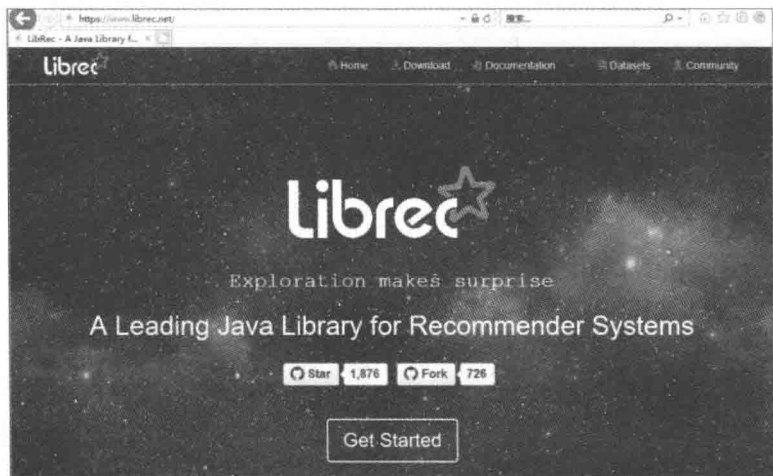 https://www.librec.net/
搜索...
LibRec - A Java Library f...
Librec
Home Download Documentation Datasets Community
Librec
Exploration makes surprise
A Leading Java Library for Recommender Systems
Star 1,876 Fork 726
Get Started